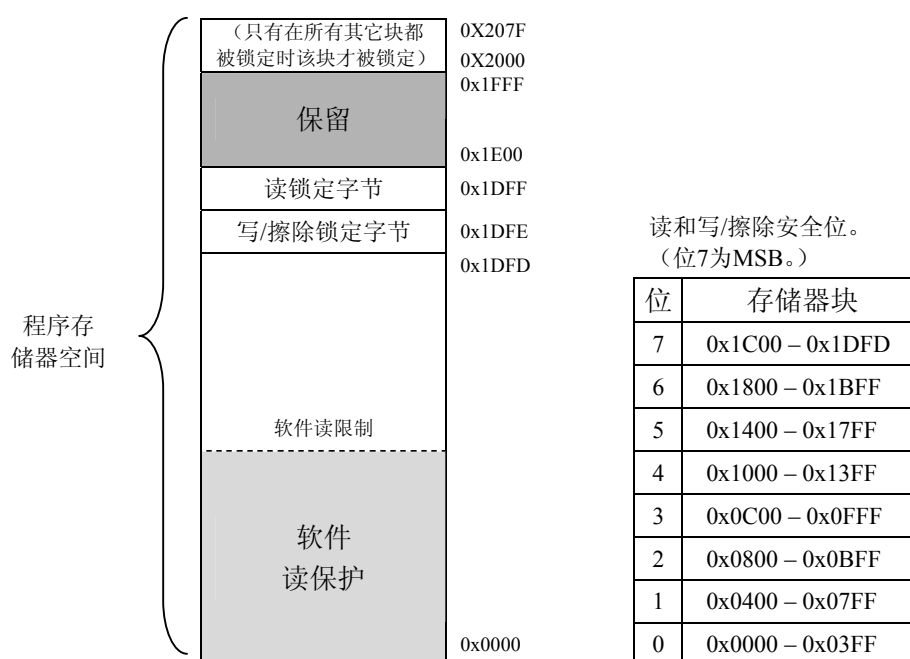 （只有在所有其它块都
被锁定时该块才被锁定）
0X207F
0X2000
0x1FFF
保留
0x1E00
读锁定字节
0x1DFF
写/擦除锁定字节
0x1DFE
0x1DFD
程序存
储器空间
软件读限制
软件
读保护
0x0000
读和写/擦除安全位。
（位7为MSB。）
位 存储器块
7 0x1C00 – 0x1DFD
6 0x1800 – 0x1BFF
5 0x1400 – 0x17FF
4 0x1000 – 0x13FF
3 0x0C00 – 0x0FFF
2 0x0800 – 0x0BFF
1 0x0400 – 0x07FF
0 0x0000 – 0x03FF